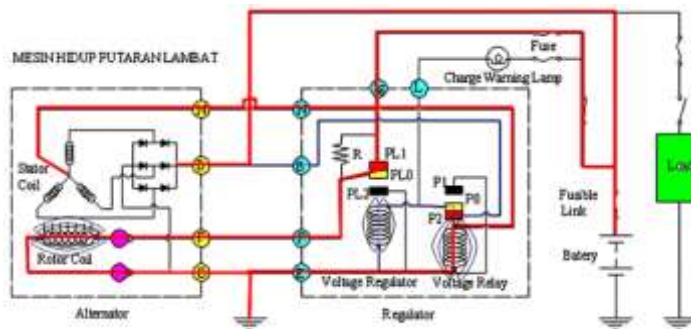 MESIN HIDUP PUTARAN LAMBAT
Fuse
Charge Warning Lamp
L
N
B
F
E
R
PL1
PL0
PL2
P1
P0
P2
Stator
Coil
Rotor Coil
Voltage Regulator
Voltage Relay
Fusible
Link
Batery
Alternator
Regulator